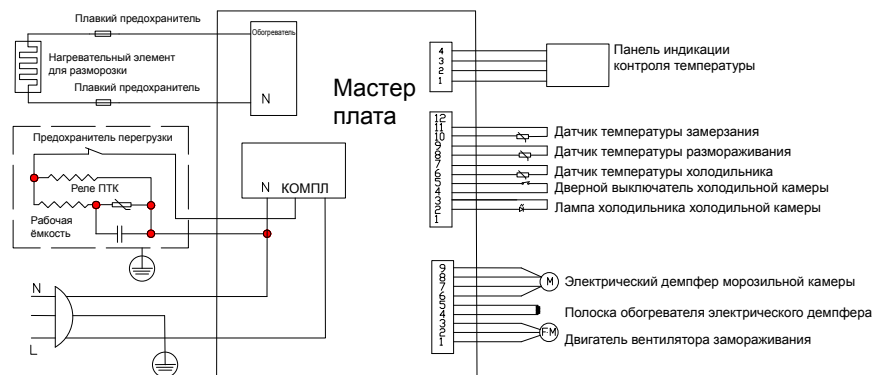 Плавкий предохранитель
Обогреватель
Нагревательный элемент
для разморозки
Плавкий предохранитель
N
Мастер
плата
4
3
2
1
Панель индикации
контроля температуры
Предохранитель перегрузки
Реле ПТК
Рабочая
ёмкость
N КОМПЛ
12
11
10
9
8
7
6
5
4
3
2
1
Датчик температуры замерзания
Датчик температуры размораживания
Датчик температуры холодильника
Дверной выключатель холодильной камеры
Лампа холодильника холодильной камеры
N
L
9
8
7
6
5
4
3
2
1
M
Электрический демпфер морозильной камеры
Полоска обогревателя электрического демпфера
FM
Двигатель вентилятора замораживания